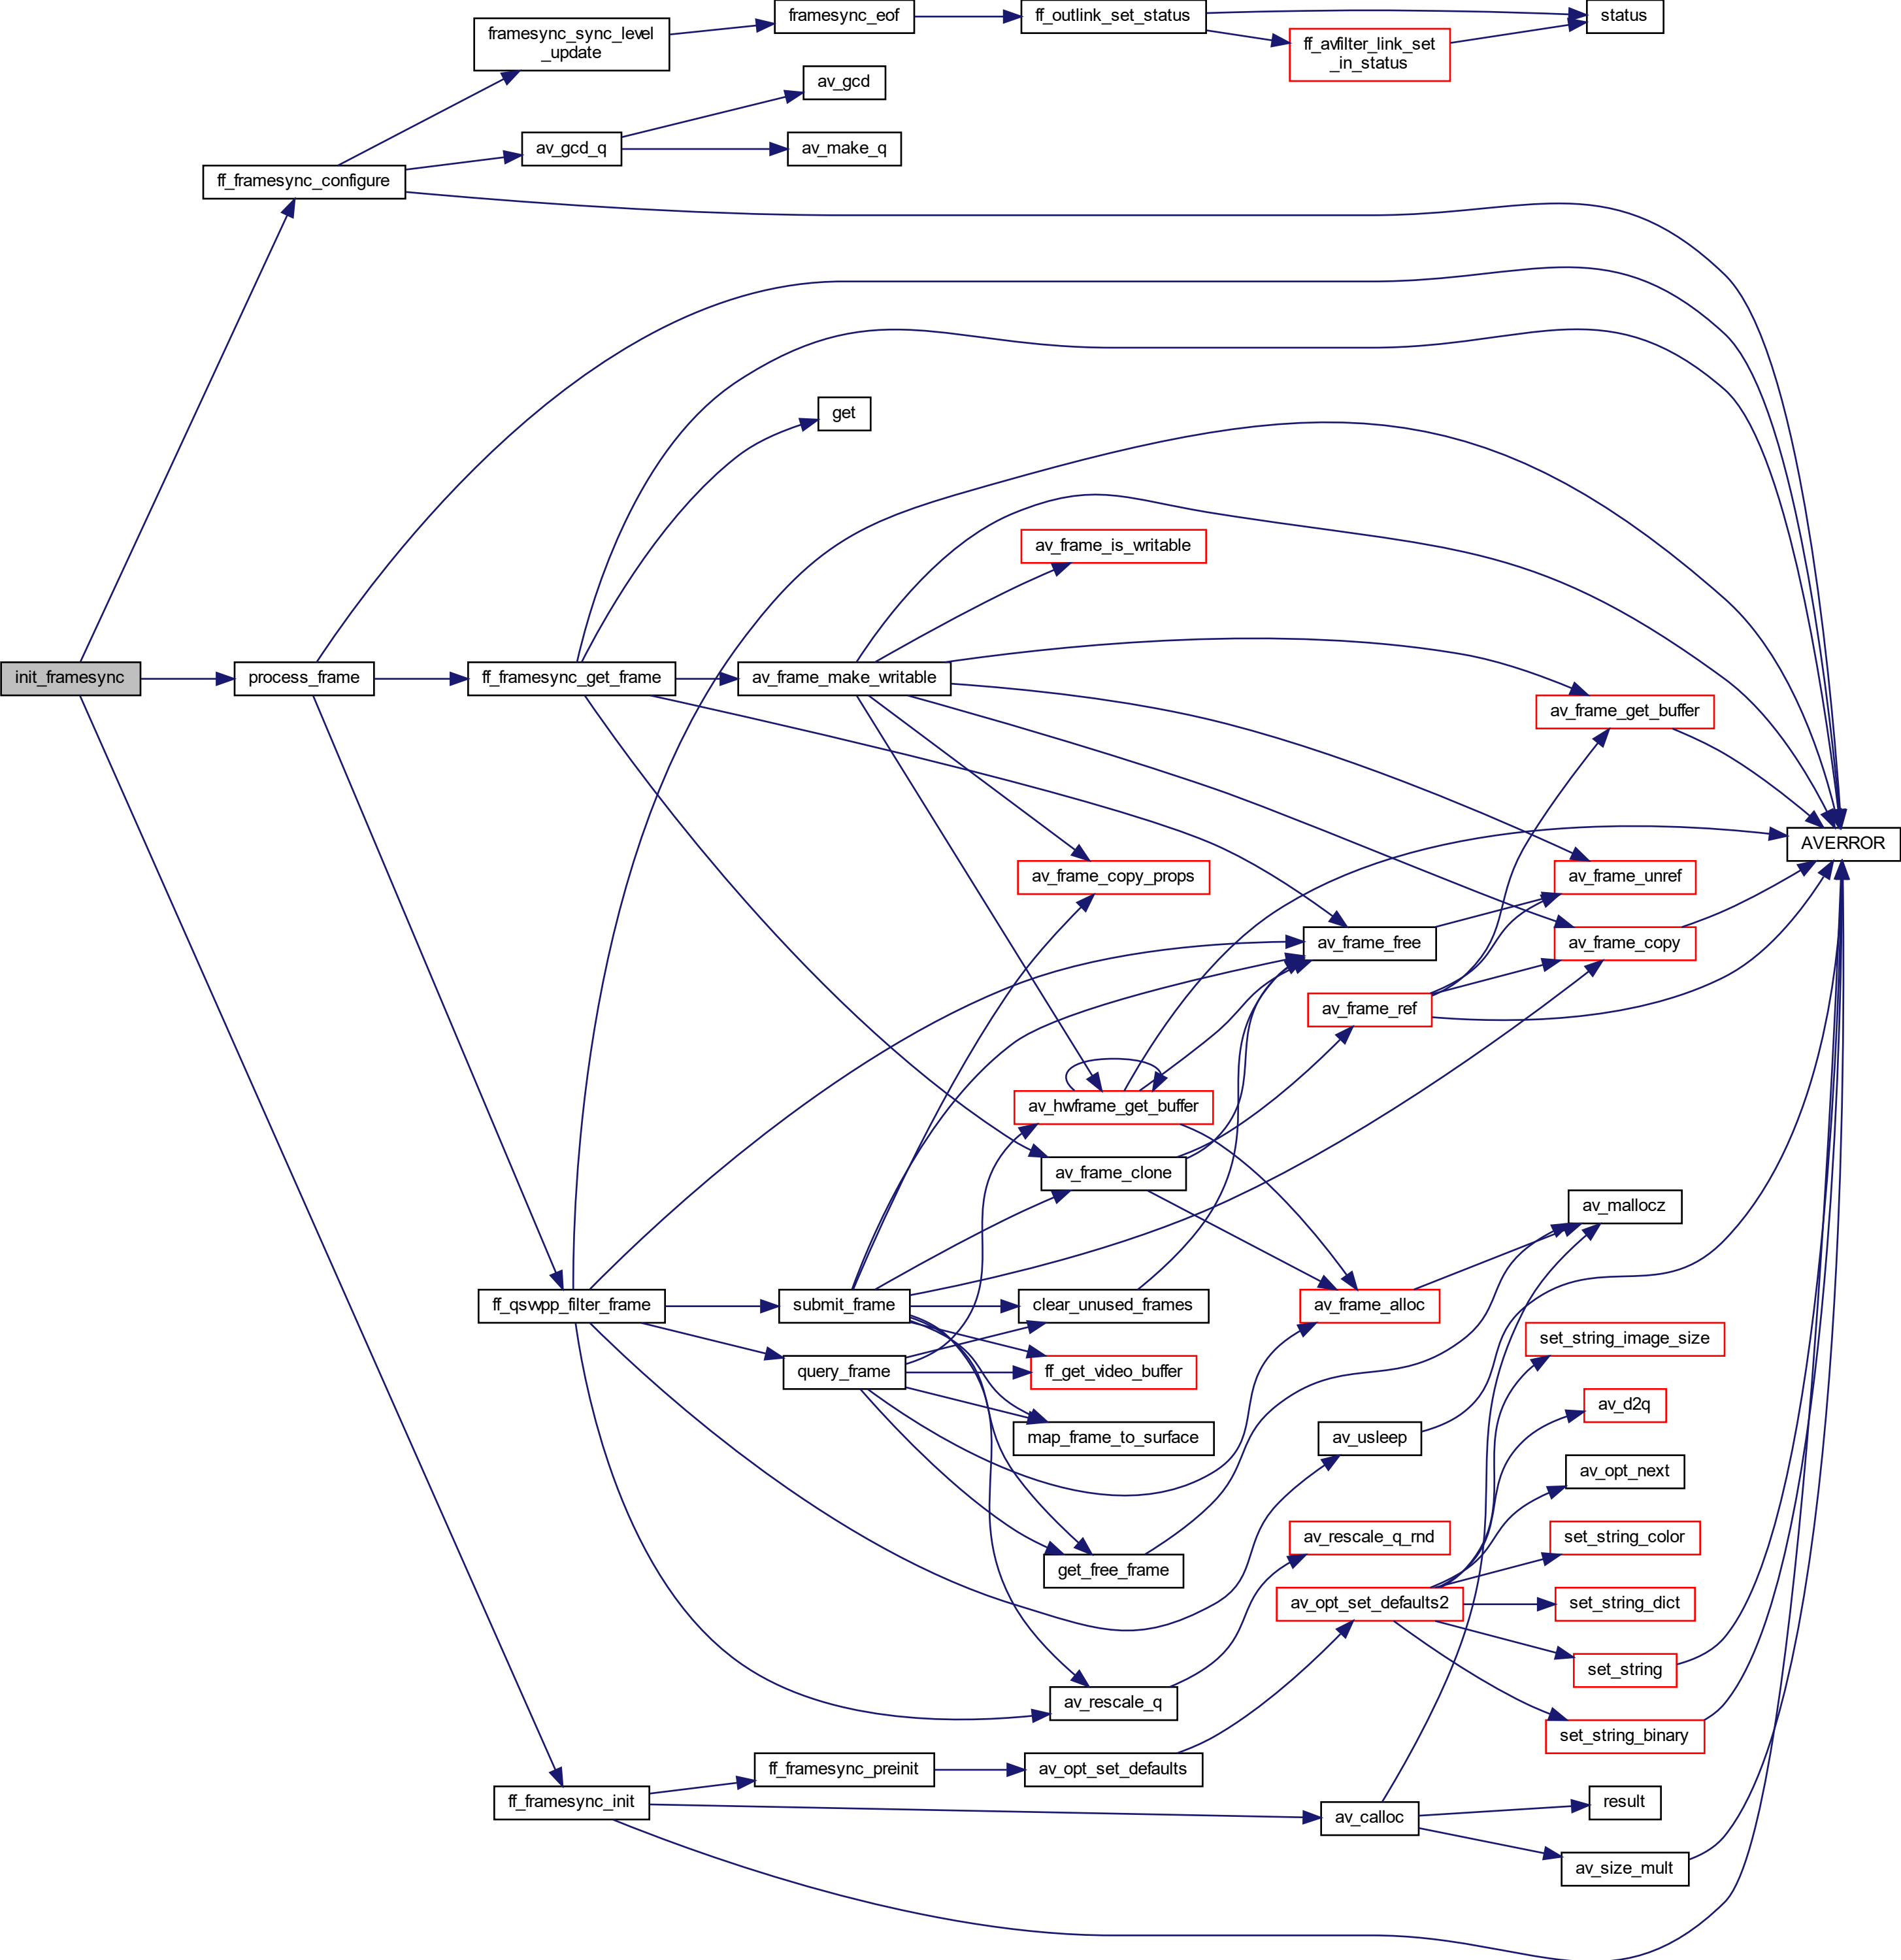 framesync_eof
ff_outlink_set_status
status
framesync_sync_level
_update
ff_avfilter_link_set
_in_status
av_gcd
av_gcd_q
av_make_q
ff_framesync_configure
get
av_frame_is_writable
init_framesync
process_frame
ff_framesync_get_frame
av_frame_make_writable
av_frame_get_buffer
AVERROR
av_frame_copy_props
av_frame_unref
av_frame_free
av_frame_copy
av_frame_ref
av_hwframe_get_buffer
av_frame_clone
av_mallocz
ff_qsvvpp_filter_frame
submit_frame
clear_unused_frames
av_frame_alloc
set_string_image_size
query_frame
ff_get_video_buffer
av_d2q
map_frame_to_surface
av_usleep
av_opt_next
av_rescale_q_rnd
set_string_color
get_free_frame
av_opt_set_defaults2
set_string_dict
set_string
av_rescale_q
set_string_binary
ff_framesync_preinit
av_opt_set_defaults
ff_framesync_init
av_calloc
result
av_size_mult